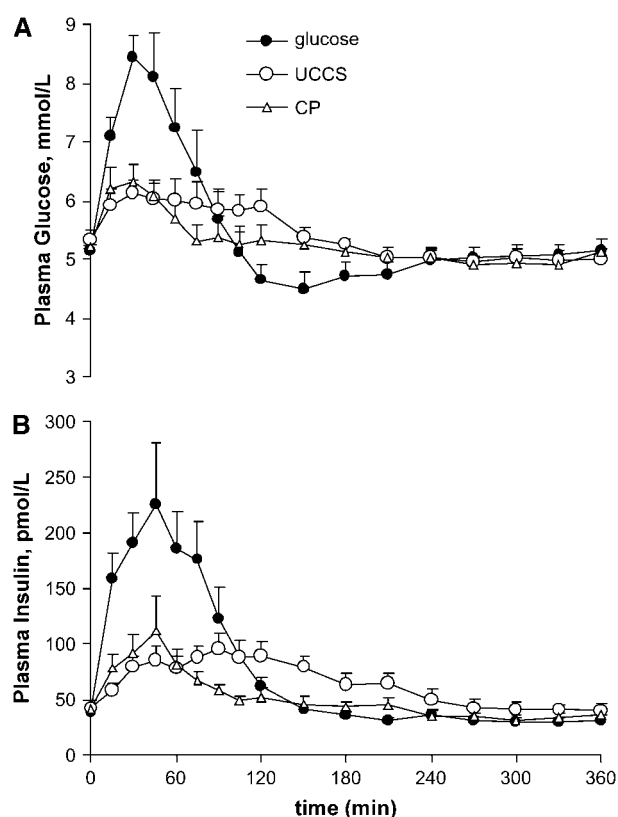 A
Plasma Glucose, mmol/L
9
8
7
6
5
4
3
glucose
UCCS
CP
B
Plasma Insulin, pmol/L
300
250
200
150
100
50
0
0 60 120 180 240 300 360
time (min)